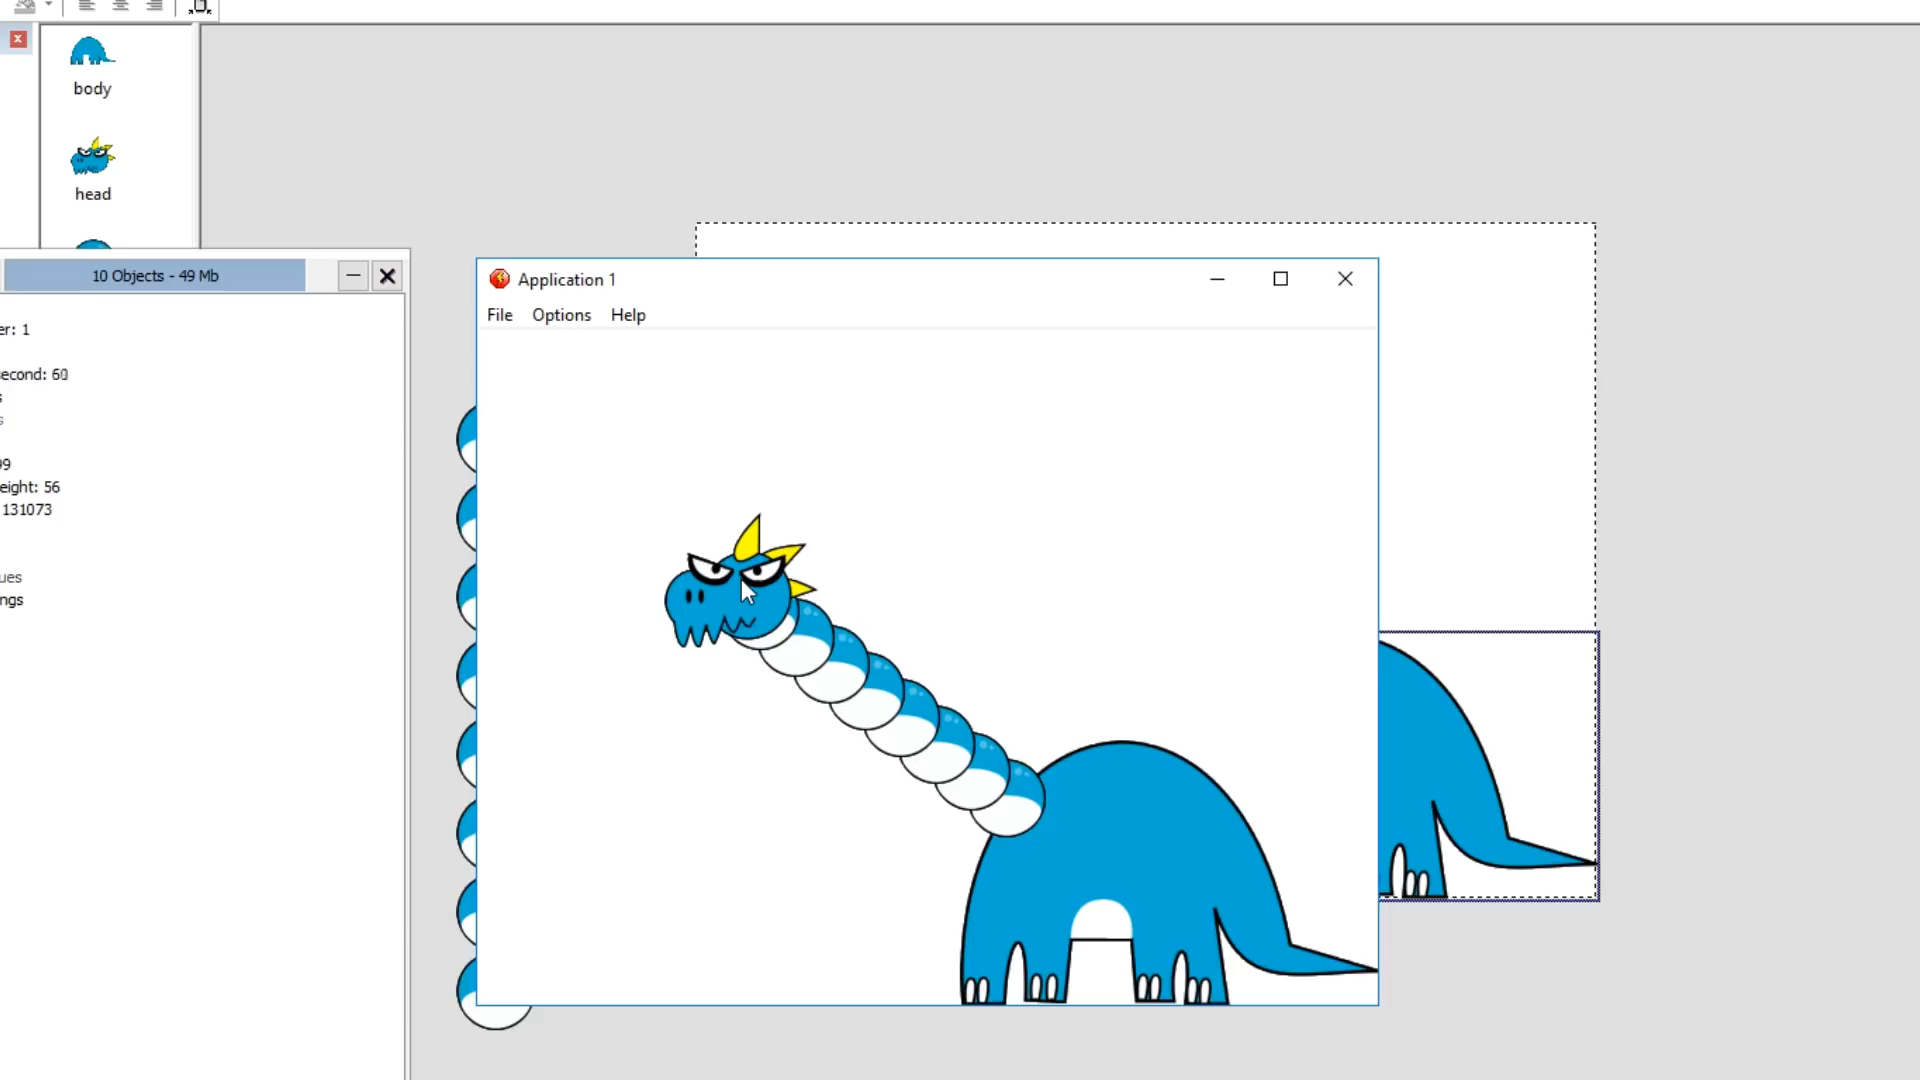 body
head
10 Objects - 49 Mb
er: 1
econd: 60
s
s
99
eight: 56
131073
ues
ngs
Application 1
File Options Help